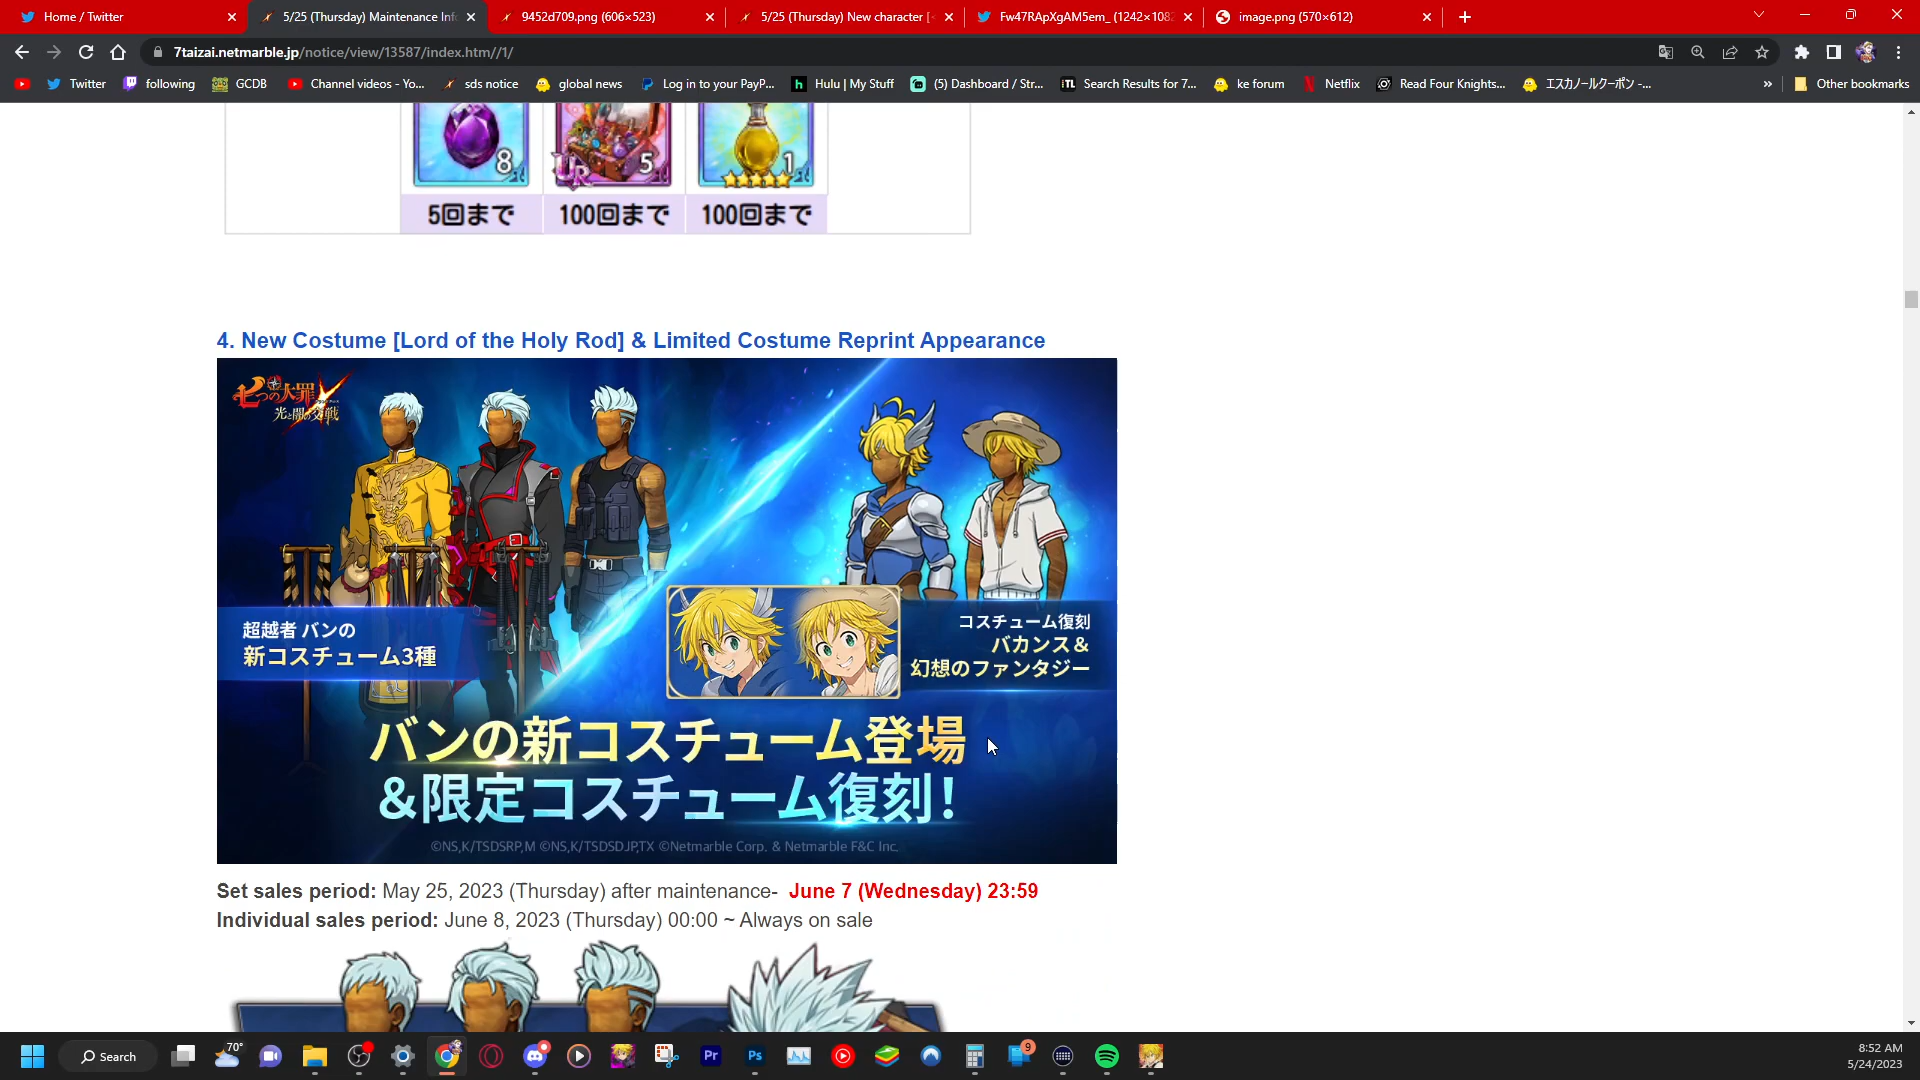 Home / Twitter
5/25 (Thursday) Maintenance Inf
9452d709.png (606×523)
5/25 (Thursday) New character [
Fw47RApXgAM5em_ (1242×1082
image.png (570×612)
7taizai.netmarble.jp/notice/view/13587/index.htm//1/
Twitter
following
GCDB
Channel videos - Yo...
sds notice
global news
Log in to your PayP...
Hulu | My Stuff
(5) Dashboard / Str...
Search Results for 7...
ke forum
Netflix
Read Four Knights...
エスカノールクーポン -...
»
Other bookmarks
8
UR 5
1
5回まで
100回まで
100回まで
4. New Costume [Lord of the Holy Rod] & Limited Costume Reprint Appearance
七つの大罪
光と闇の交戦
超越者 バンの
新コスチューム3種
コスチューム復刻
バカンス＆
幻想のファンタジー
バンの新コスチューム登場
＆限定コスチューム復刻！
©NS,K/TSDSRP,M ©NS,K/TSDSDJP,TX ©Netmarble Corp. & Netmarble F&C Inc.
Set sales period: May 25, 2023 (Thursday) after maintenance- June 7 (Wednesday) 23:59
Individual sales period: June 8, 2023 (Thursday) 00:00 ~ Always on sale
Search
70°
Pr
Ps
9
8:52 AM
5/24/2023